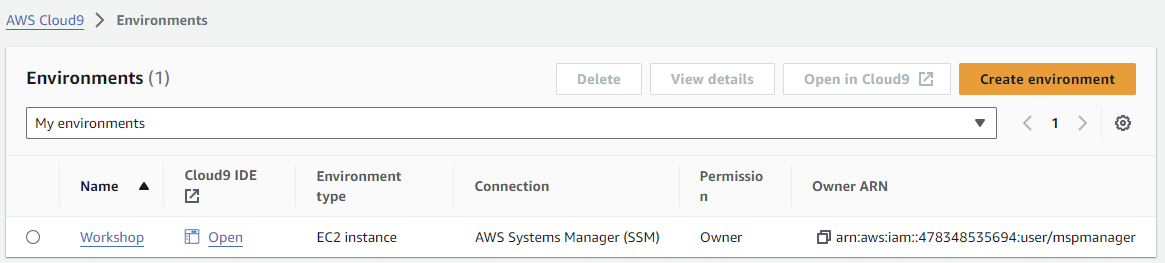 AWS Cloud9 > Environments
Environments (1)
Delete
View details
Open in Cloud9
Create environment
My environments
1
Name
Cloud9 IDE
Environment type
Connection
Permission
Owner ARN
Workshop
Open
EC2 instance
AWS Systems Manager (SSM)
Owner
arn:aws:iam::478348535694:user/mspmanager